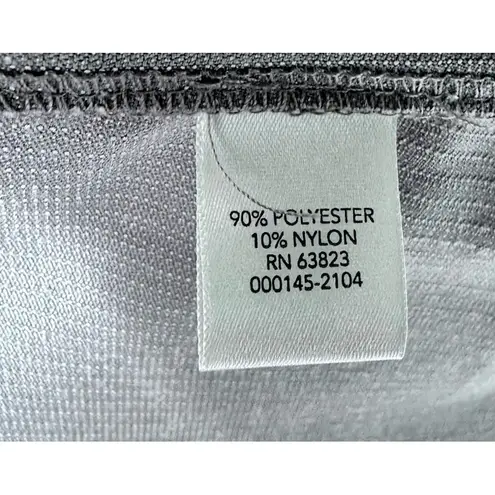 90% POLYESTER
10% NYLON
RN 63823
000145-2104